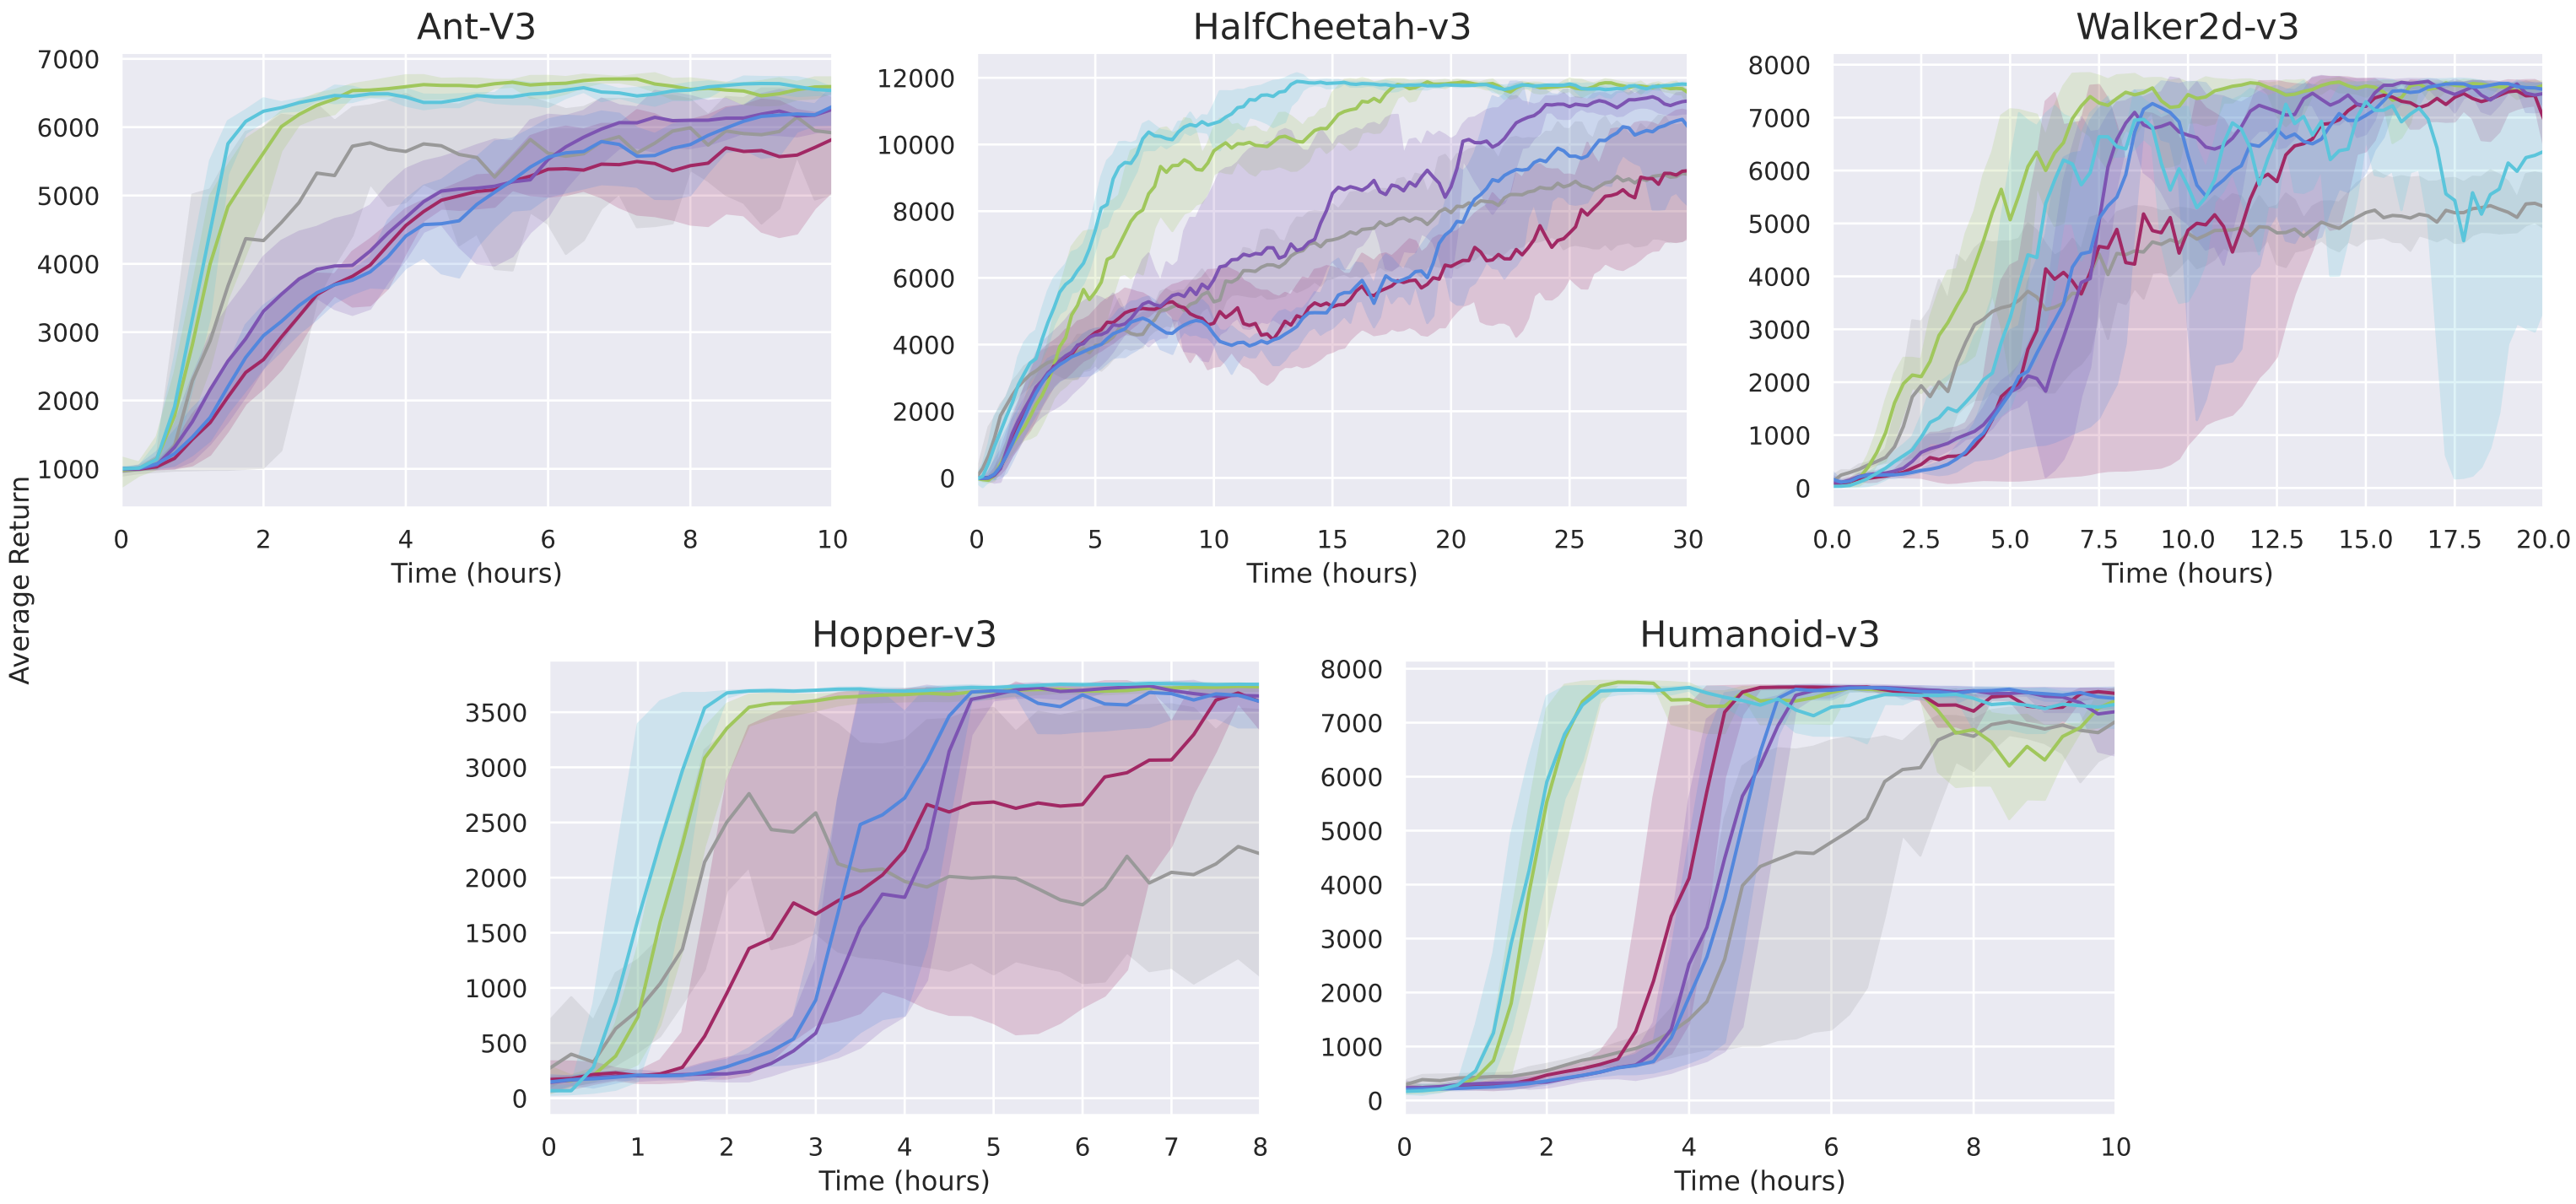 Ant-V3
HalfCheetah-v3
Walker2d-v3
7000
6000
5000
4000
3000
2000
1000
0 2 4 6 8 10
Time (hours)
12000
10000
8000
6000
4000
2000
0
0 5 10 15 20 25 30
Time (hours)
8000
7000
6000
5000
4000
3000
2000
1000
0
0.0 2.5 5.0 7.5 10.0 12.5 15.0 17.5 20.0
Time (hours)
Average Return
Hopper-v3
Humanoid-v3
3500
3000
2500
2000
1500
1000
500
0
0 1 2 3 4 5 6 7 8
Time (hours)
8000
7000
6000
5000
4000
3000
2000
1000
0
0 2 4 6 8 10
Time (hours)